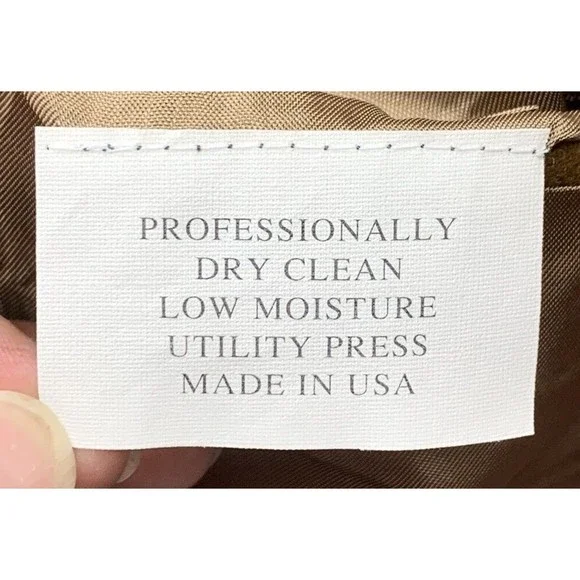 PROFESSIONALLY
DRY CLEAN
LOW MOISTURE
UTILITY PRESS
MADE IN USA